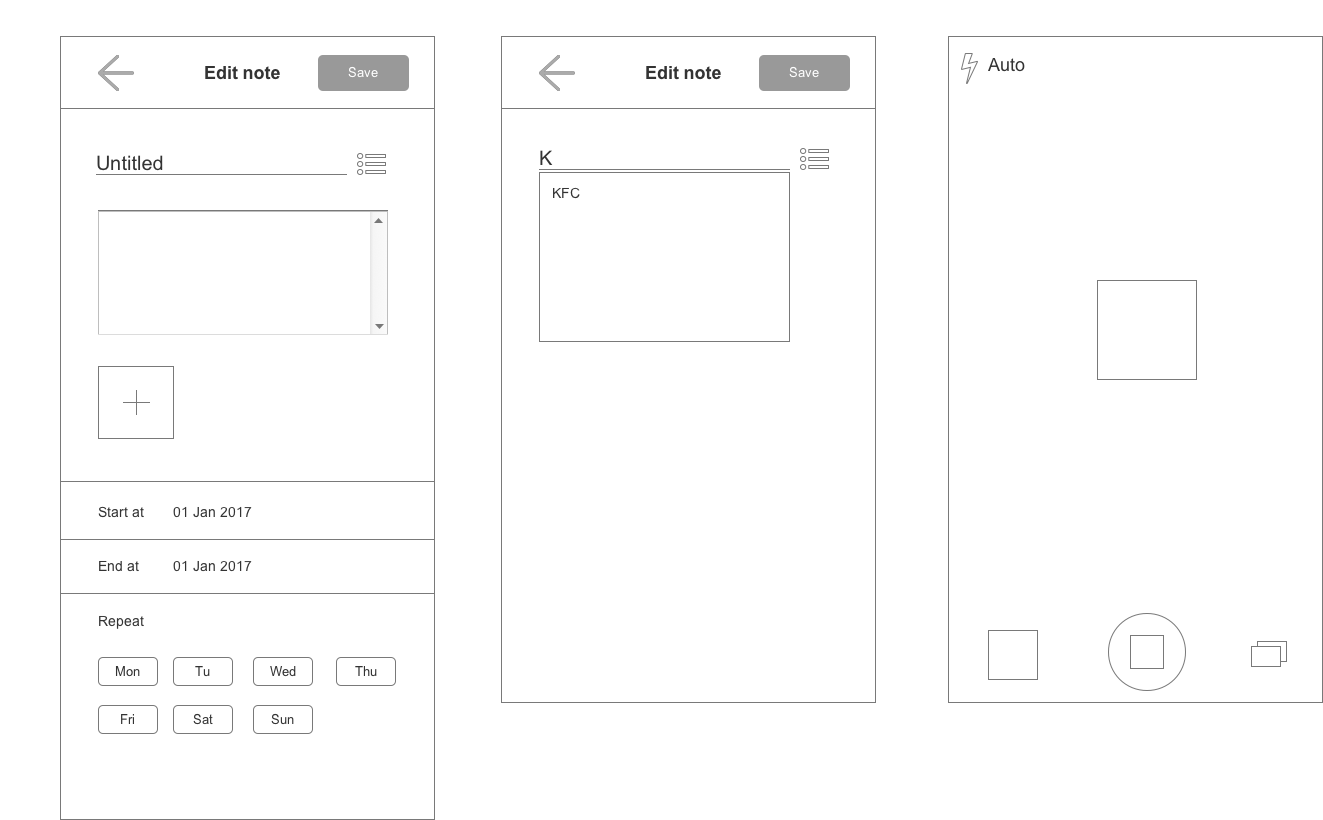 Edit note Save
Untitled
Start at 01 Jan 2017
End at 01 Jan 2017
Repeat
Mon Tu Wed Thu
Fri Sat Sun
Edit note Save
K
KFC
Auto